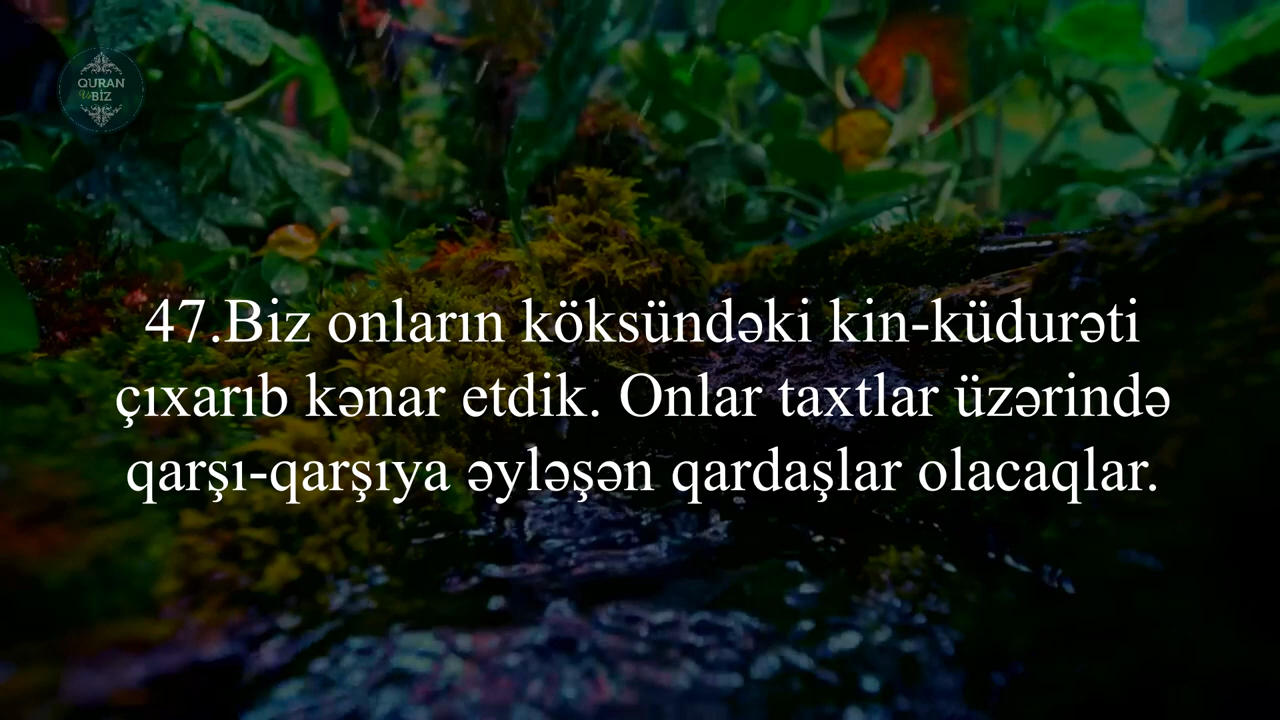 QURAN
Və BİZ
47.Biz onların köksündəki kin-küdurəti
çıxarıb kənar etdik. Onlar taxtlar üzərində
qarşı-qarşıya əyləşən qardaşlar olacaqlar.